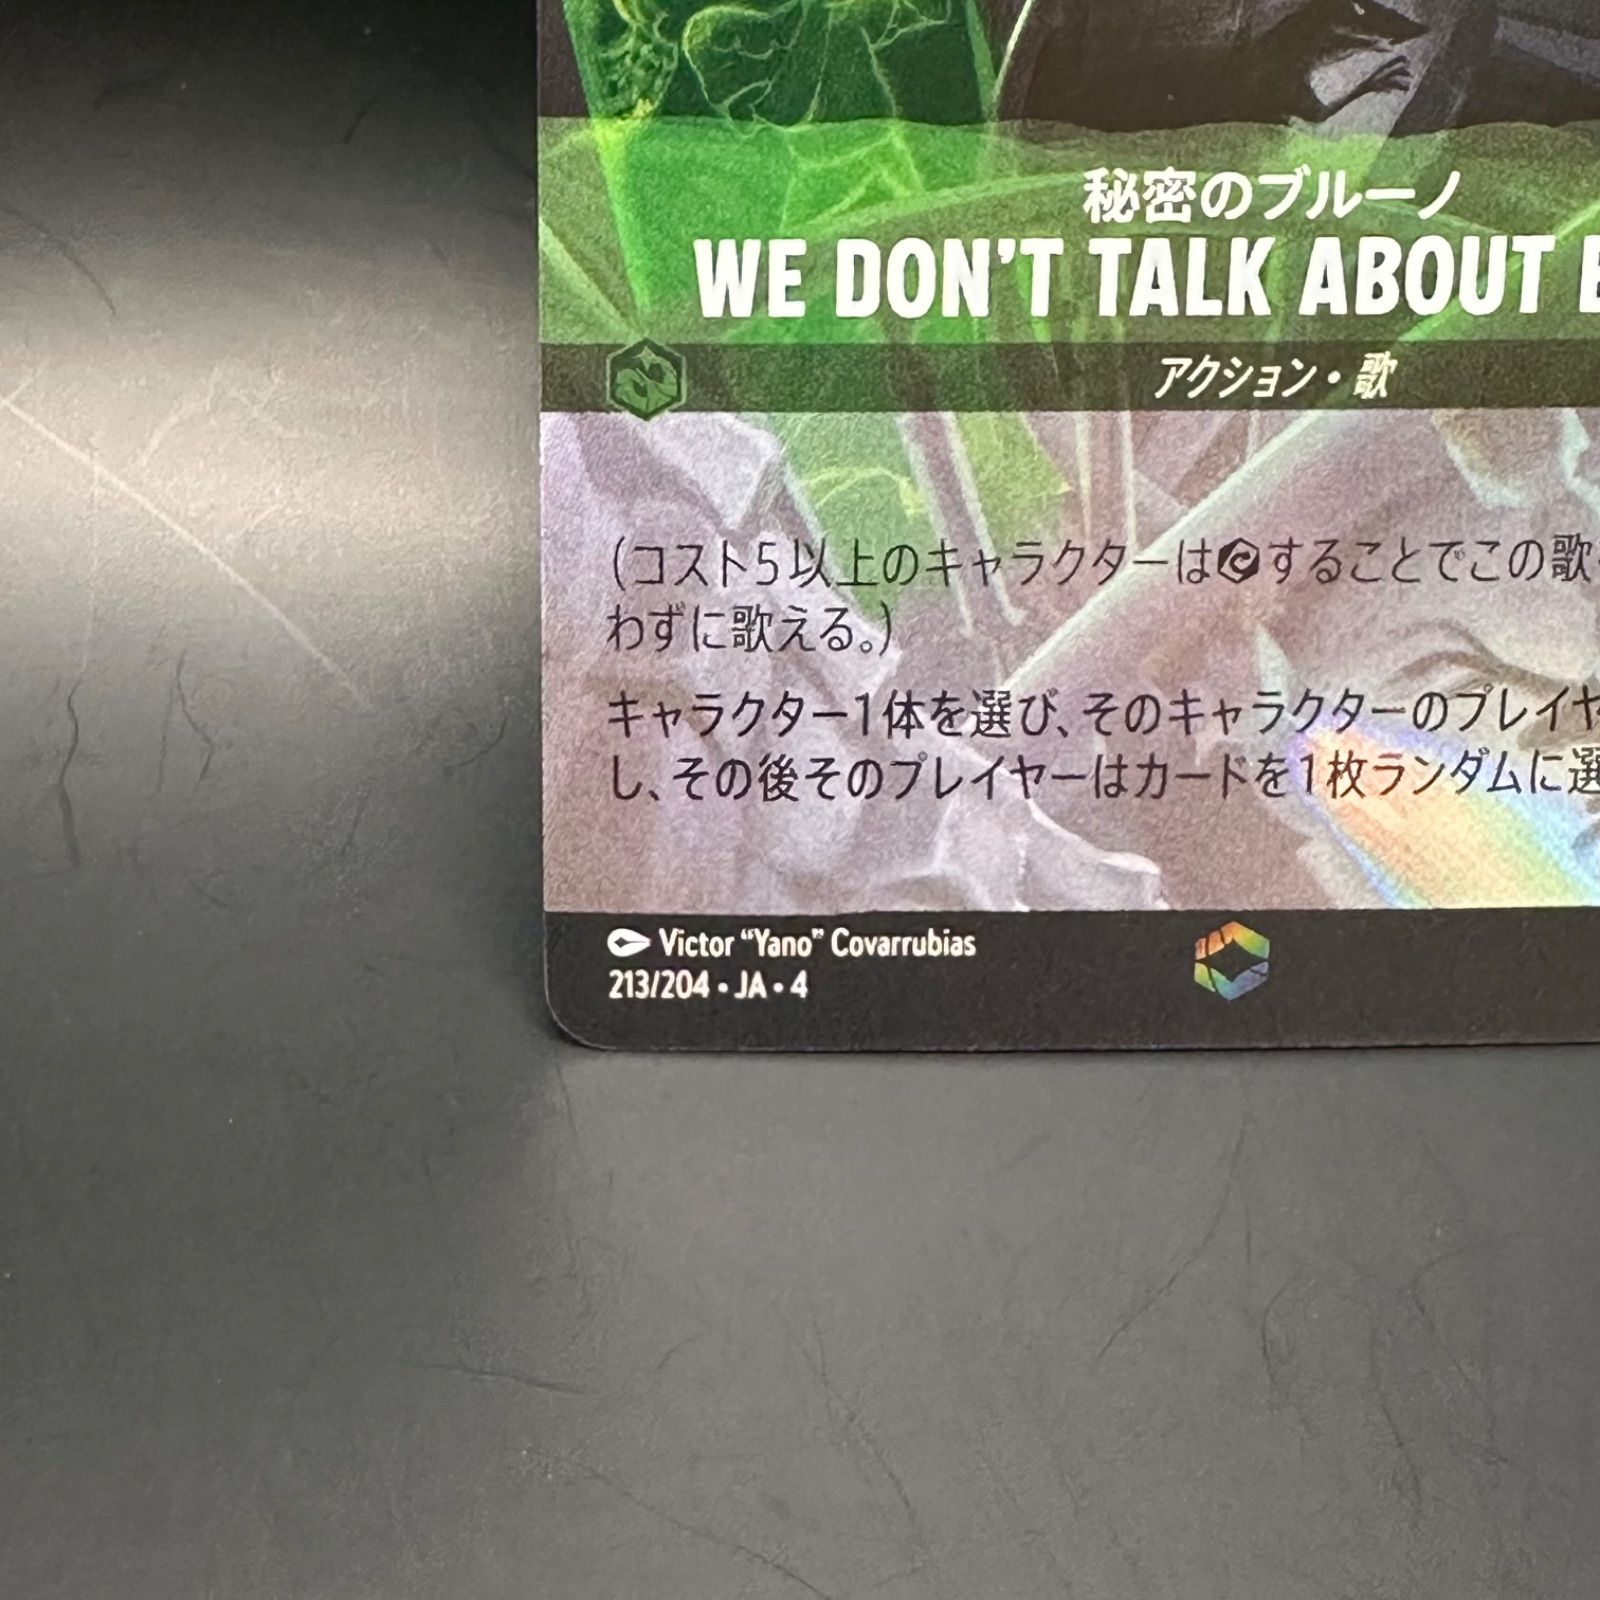 秘密のブルーノ
WE DON'T TALK ABOUT
アクション・歌
(コスト5以上のキャラクターは することでこの歌
わずに歌える。)
キャラクター1体を選び、そのキャラクターのプレイヤ
し、その後そのプレイヤーはカードを1枚ランダムに選
Victor “Yano” Covarrubias
213/204・JA・4